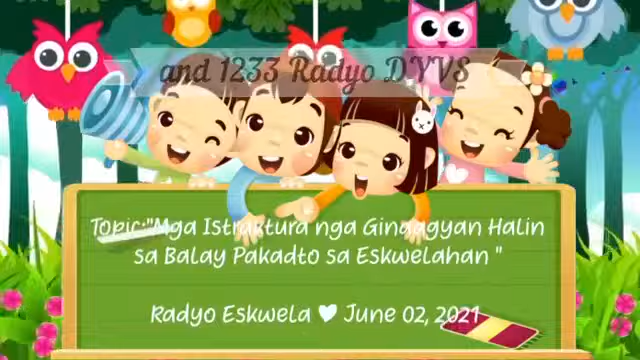 and 1233 Radyo DYVS
Topic:"Mga Istraktura nga Ginaagyan Halin
sa Balay Pakadto sa Eskwelahan "
Radyo Eskwela ♥ June 02, 2021